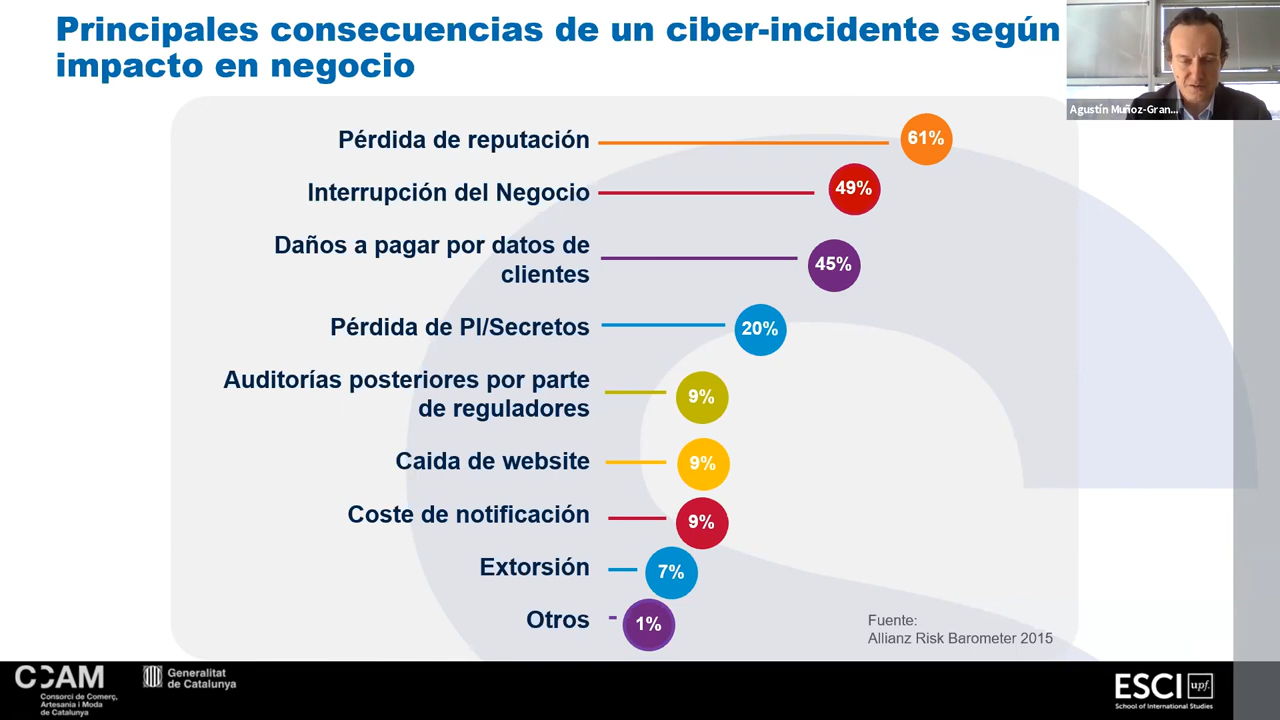 Principales consecuencias de un ciber-incidente según
impacto en negocio
Agustín Muñoz-Gran...
Pérdida de reputación
61%
Interrupción del Negocio
49%
Daños a pagar por datos de
clientes
45%
Pérdida de PI/Secretos
20%
Auditorías posteriores por parte
de reguladores
9%
Caida de website
9%
Coste de notificación
9%
Extorsión
7%
Otros
1%
Fuente:
Allianz Risk Barometer 2015
CCAM
Consorci de Comerç,
Artesania i Moda
de Catalunya
Generalitat
de Catalunya
ESCI upf.
School of International Studies